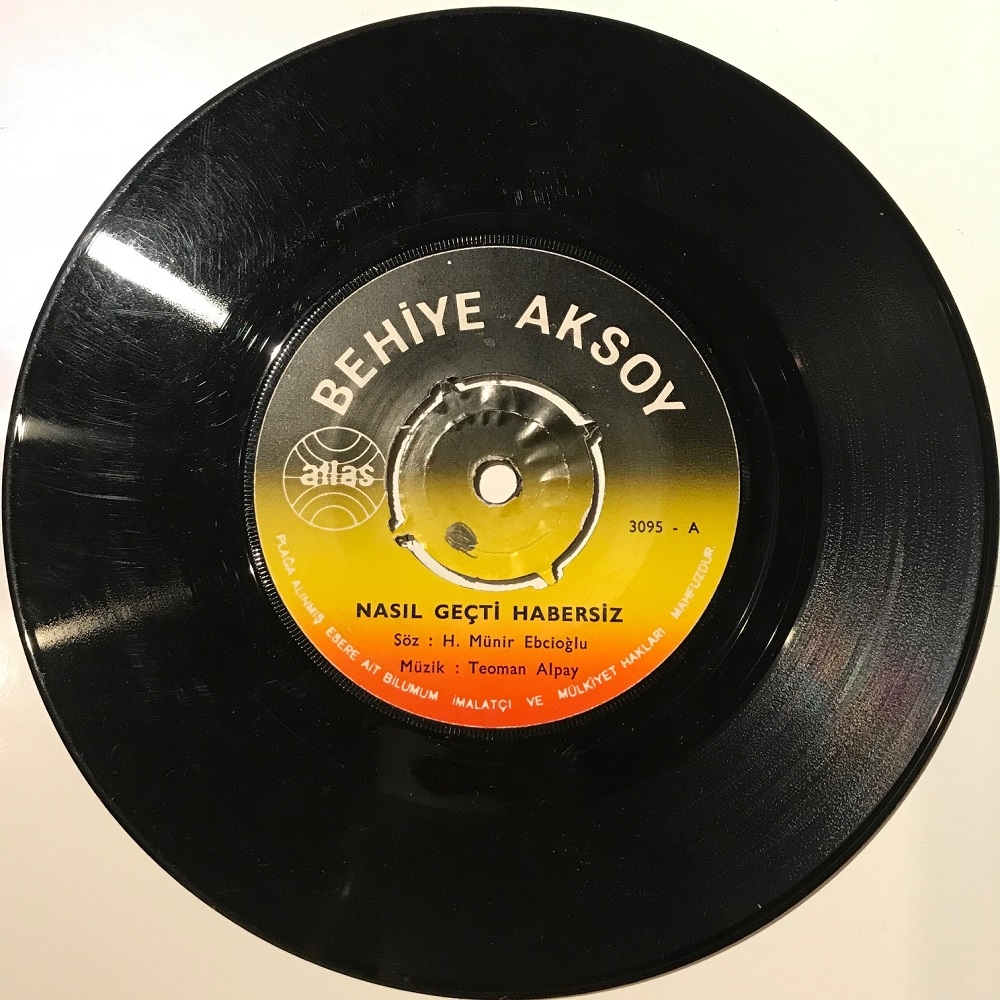 BEHİYE AKSOY
atlas
3095 - A
NASIL GEÇTİ HABERSİZ
Söz : H. Münir Ebcioğlu
Müzik : Teoman Alpay
PLAĞA ALINMIŞ ESERE AİT BİLUMUM İMALATÇI VE MÜLKİYET HAKLARI MAHFUZDUR.